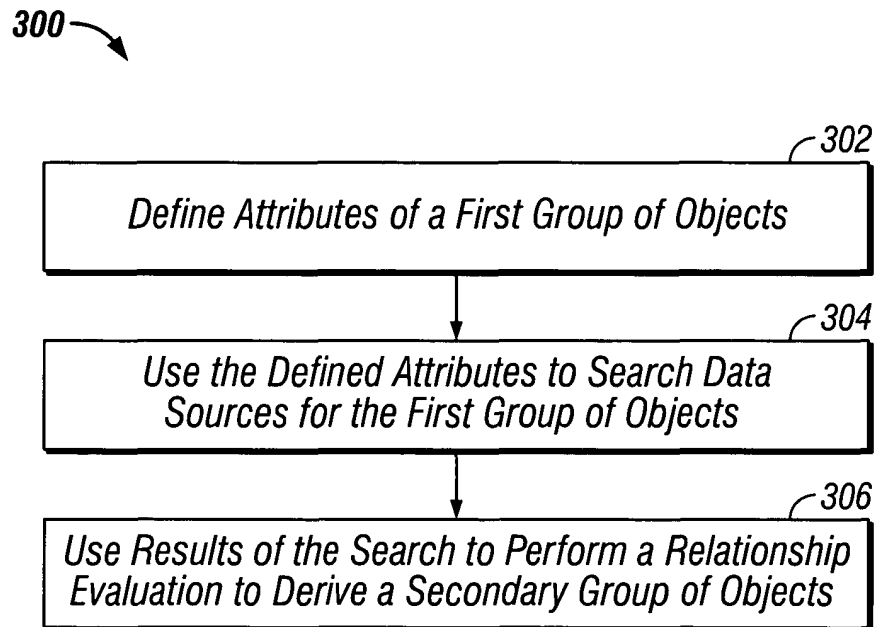 300
302
Define Attributes of a First Group of Objects
304
Use the Defined Attributes to Search Data
Sources for the First Group of Objects
306
Use Results of the Search to Perform a Relationship
Evaluation to Derive a Secondary Group of Objects